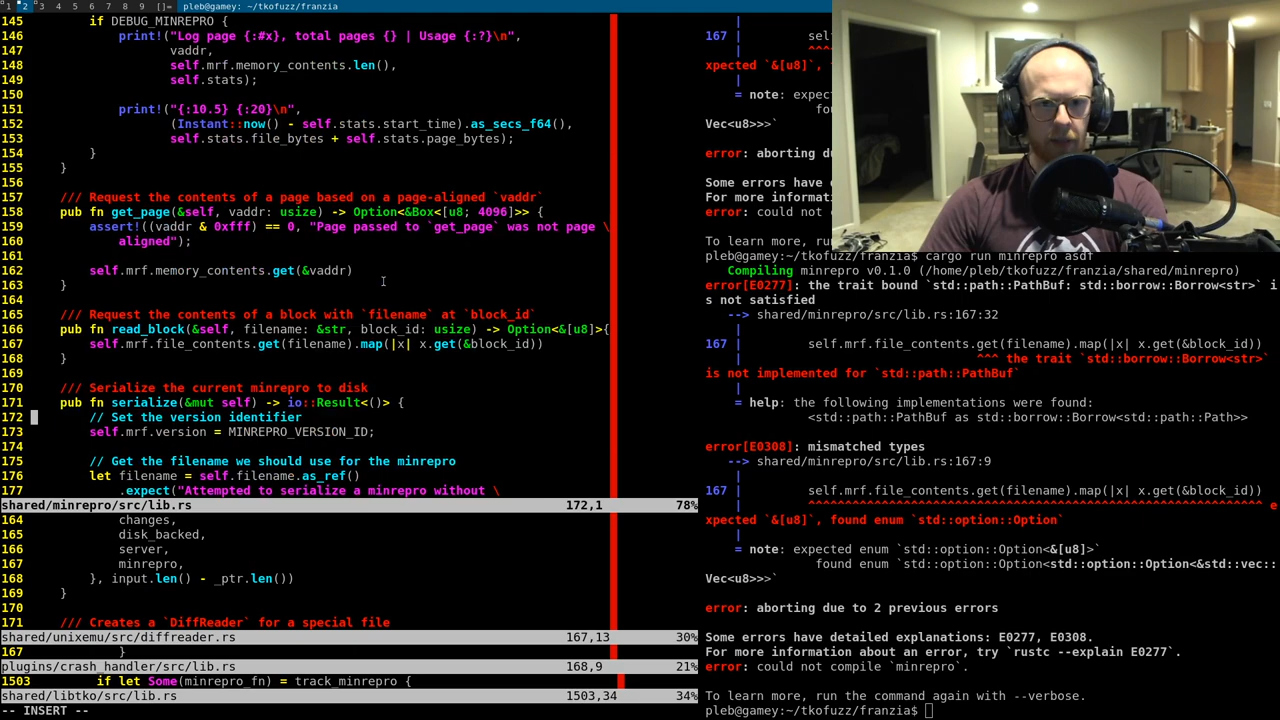 1 2 3 4 5 6 7 8 9 []= pleb@gamey: ~/tkofuzz/franzia
145         if DEBUG_MINREPRO {
146             print!("Log page {:#x}, total pages {} | Usage {:?}\n",
147                    vaddr,
148                    self.mrf.memory_contents.len(),
149                    self.stats);
150
151             print!("{:10.5} {:20}\n",
152                    (Instant::now() - self.stats.start_time).as_secs_f64(),
153                    self.stats.file_bytes + self.stats.page_bytes);
154         }
155     }
156
157     /// Request the contents of a page based on a page-aligned `vaddr`
158     pub fn get_page(&self, vaddr: usize) -> Option<&Box<[u8; 4096]>> {
159         assert!((vaddr & 0xfff) == 0, "Page passed to `get_page` was not page \
160             aligned");
161
162         self.mrf.memory_contents.get(&vaddr)
163     }
164
165     /// Request the contents of a block with `filename` at `block_id`
166     pub fn read_block(&self, filename: &str, block_id: usize) -> Option<&[u8]>{
167         self.mrf.file_contents.get(filename).map(|x| x.get(&block_id))
168     }
169
170     /// Serialize the current minrepro to disk
171     pub fn serialize(&mut self) -> io::Result<()> {
172         // Set the version identifier
173         self.mrf.version = MINREPRO_VERSION_ID;
174
175         // Get the filename we should use for the minrepro
176         let filename = self.filename.as_ref()
177             .expect("Attempted to serialize a minrepro without \
shared/minrepro/src/lib.rs 172,1 78%
164             changes,
165             disk_backed,
166             server,
167             minrepro,
168         }, input.len() - _ptr.len())
169     }
170
171     /// Creates a `DiffReader` for a special file
shared/unixemu/src/diffreader.rs 167,13 30%
167             }
plugins/crash_handler/src/lib.rs 168,9 21%
1503         if let Some(minrepro_fn) = track_minrepro {
shared/libtko/src/lib.rs 1503,34 34%
-- INSERT --
    |
167 |         sel
    |         ^^^
xpected `&[u8]`,
    |
    = note: expec
            fou
Vec<u8>>>`

error: aborting du

Some errors have
For more informati
error: could not

To learn more, run
pleb@gamey:~/tkofuzz/franzia$ cargo run minrepro asdf
   Compiling minrepro v0.1.0 (/home/pleb/tkofuzz/franzia/shared/minrepro)
error[E0277]: the trait bound `std::path::PathBuf: std::borrow::Borrow<str>` i
s not satisfied
   --> shared/minrepro/src/lib.rs:167:32
    |
167 |         self.mrf.file_contents.get(filename).map(|x| x.get(&block_id))
    |                                ^^^ the trait `std::borrow::Borrow<str>`
is not implemented for `std::path::PathBuf`
    |
    = help: the following implementations were found:
              <std::path::PathBuf as std::borrow::Borrow<std::path::Path>>

error[E0308]: mismatched types
   --> shared/minrepro/src/lib.rs:167:9
    |
167 |         self.mrf.file_contents.get(filename).map(|x| x.get(&block_id))
    |         ^^^^^^^^^^^^^^^^^^^^^^^^^^^^^^^^^^^^^^^^^^^^^^^^^^^^^^^^^^^^^^ e
xpected `&[u8]`, found enum `std::option::Option`
    |
    = note: expected enum `std::option::Option<&[u8]>`
               found enum `std::option::Option<std::option::Option<&std::vec::
Vec<u8>>>`

error: aborting due to 2 previous errors

Some errors have detailed explanations: E0277, E0308.
For more information about an error, try `rustc --explain E0277`.
error: could not compile `minrepro`.

To learn more, run the command again with --verbose.
pleb@gamey:~/tkofuzz/franzia$